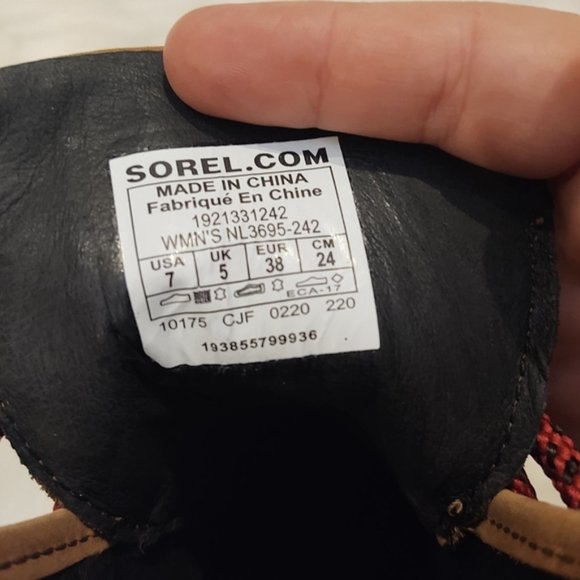 SOREL.COM
MADE IN CHINA
Fabriqué En Chine
1921331242
WMN'S NL3695-242
USA UK EUR CM
7 5 38 24
ECA-17
10175 CJF 0220 220
193855799936